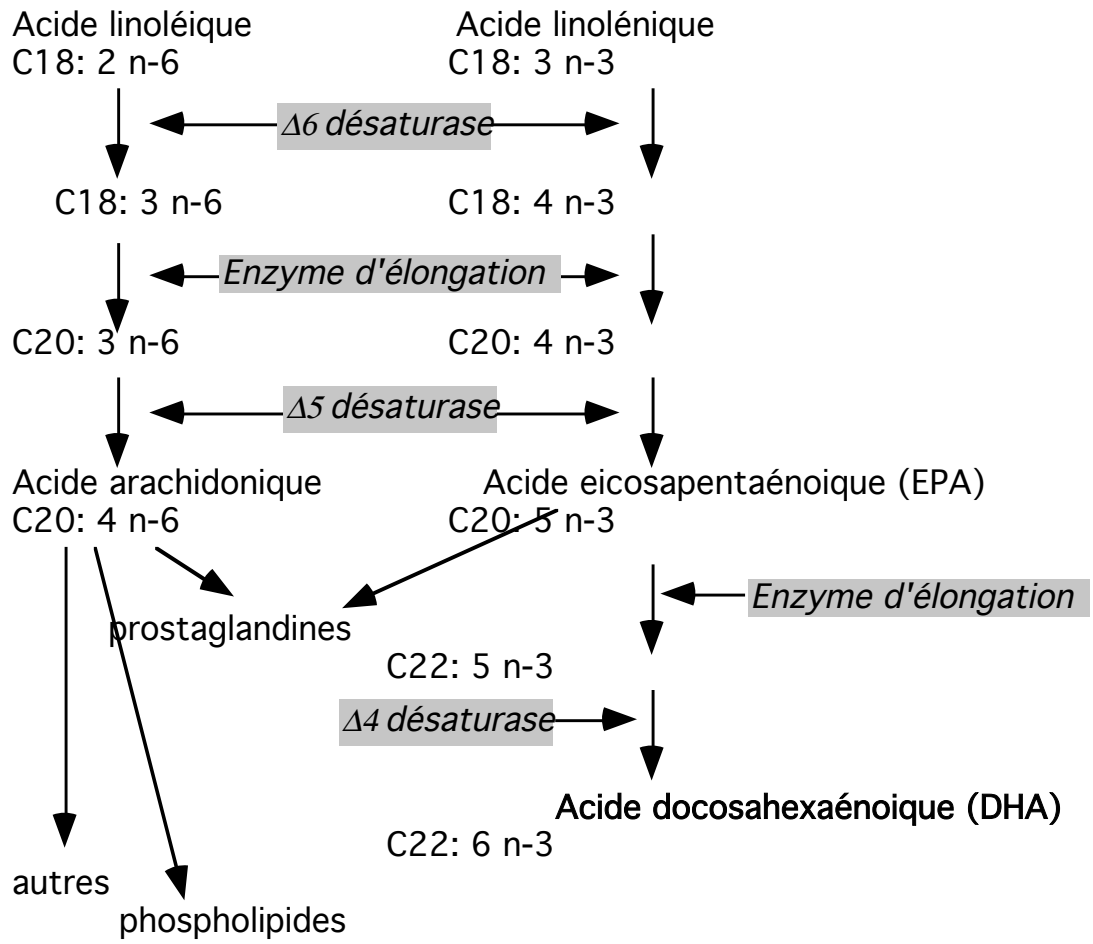 Acide linoléique Acide linolénique
C18: 2 n-6 C18: 3 n-3
Δ6 désaturase
C18: 3 n-6 C18: 4 n-3
Enzyme d'élongation
C20: 3 n-6 C20: 4 n-3
Δ5 désaturase
Acide arachidonique Acide eicosapentaénoique (EPA)
C20: 4 n-6 C20: 5 n-3
Enzyme d'élongation
prostaglandines
C22: 5 n-3
Δ4 désaturase
Acide docosahexaénoique (DHA)
C22: 6 n-3
autres
phospholipides